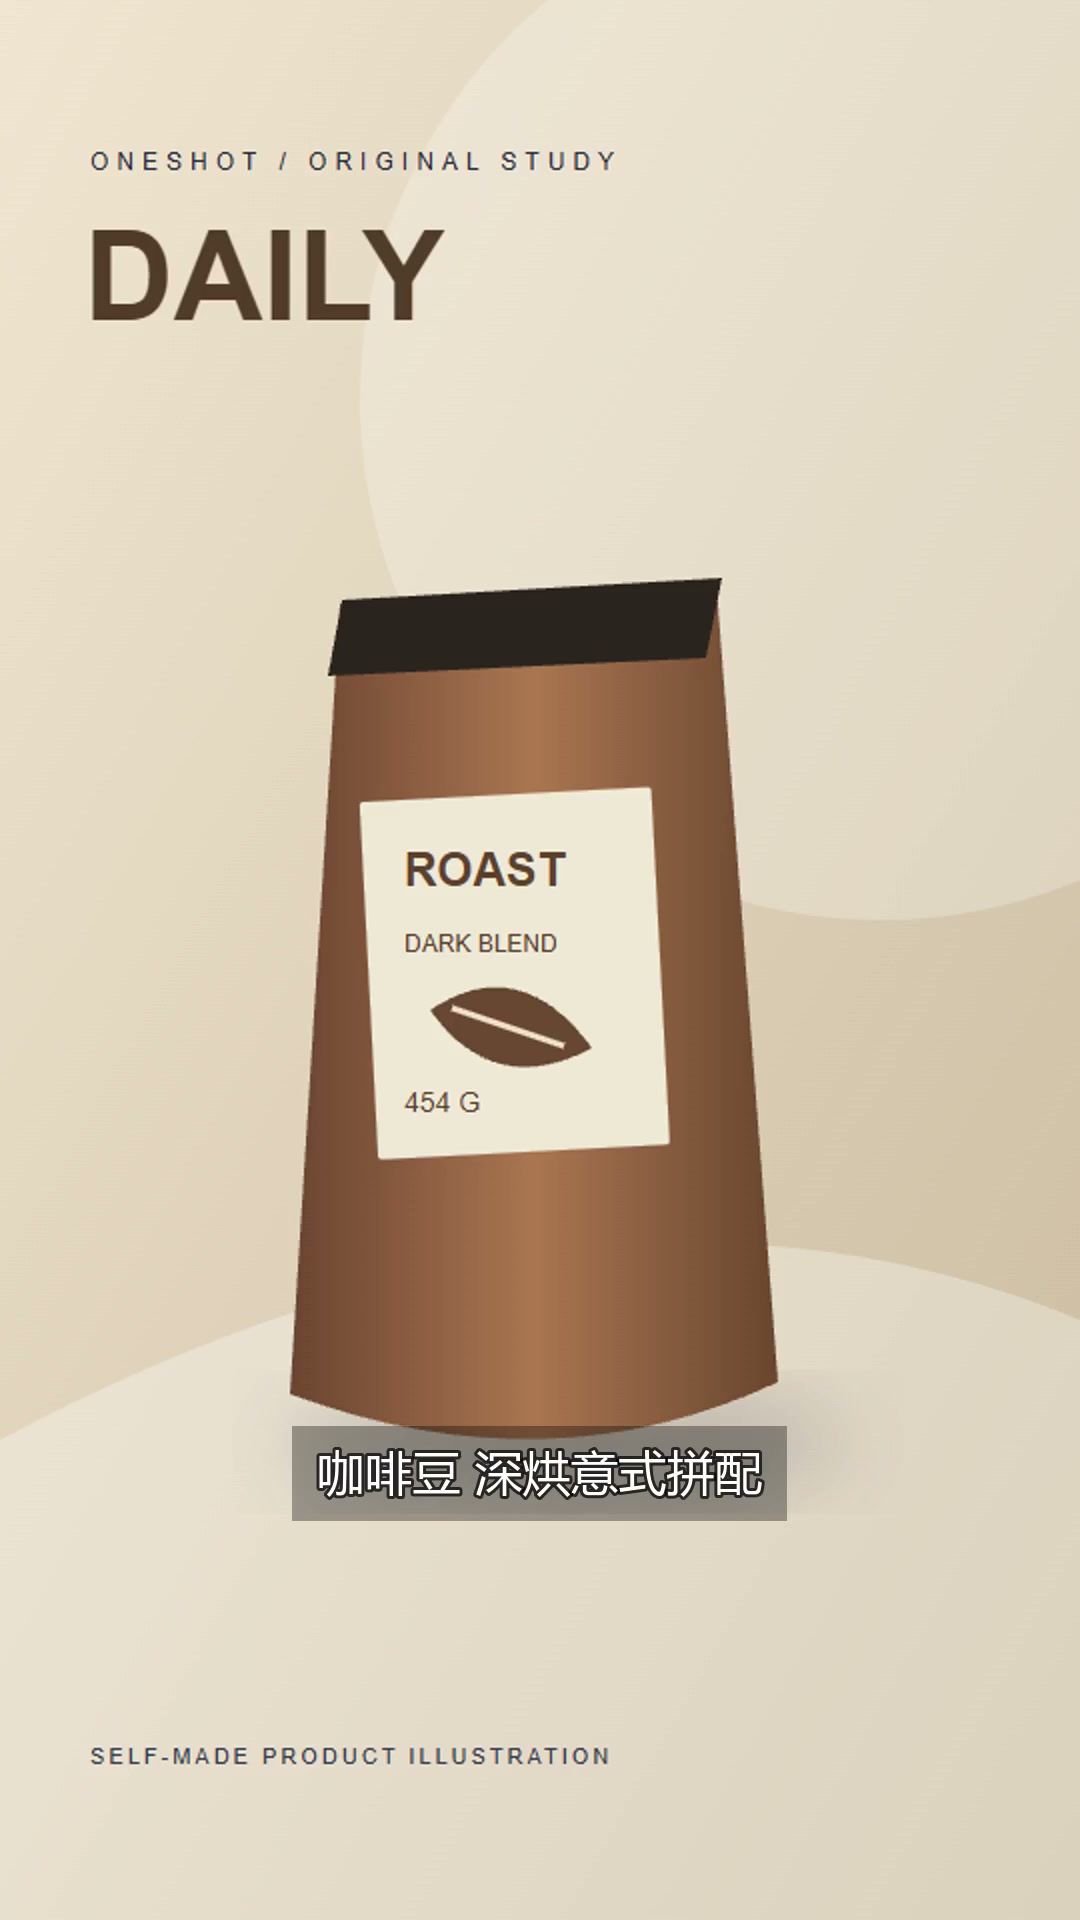 ONESHOT / ORIGINAL STUDY
DAILY
ROAST
DARK BLEND
454 G
咖啡豆 深烘意式拼配
SELF-MADE PRODUCT ILLUSTRATION